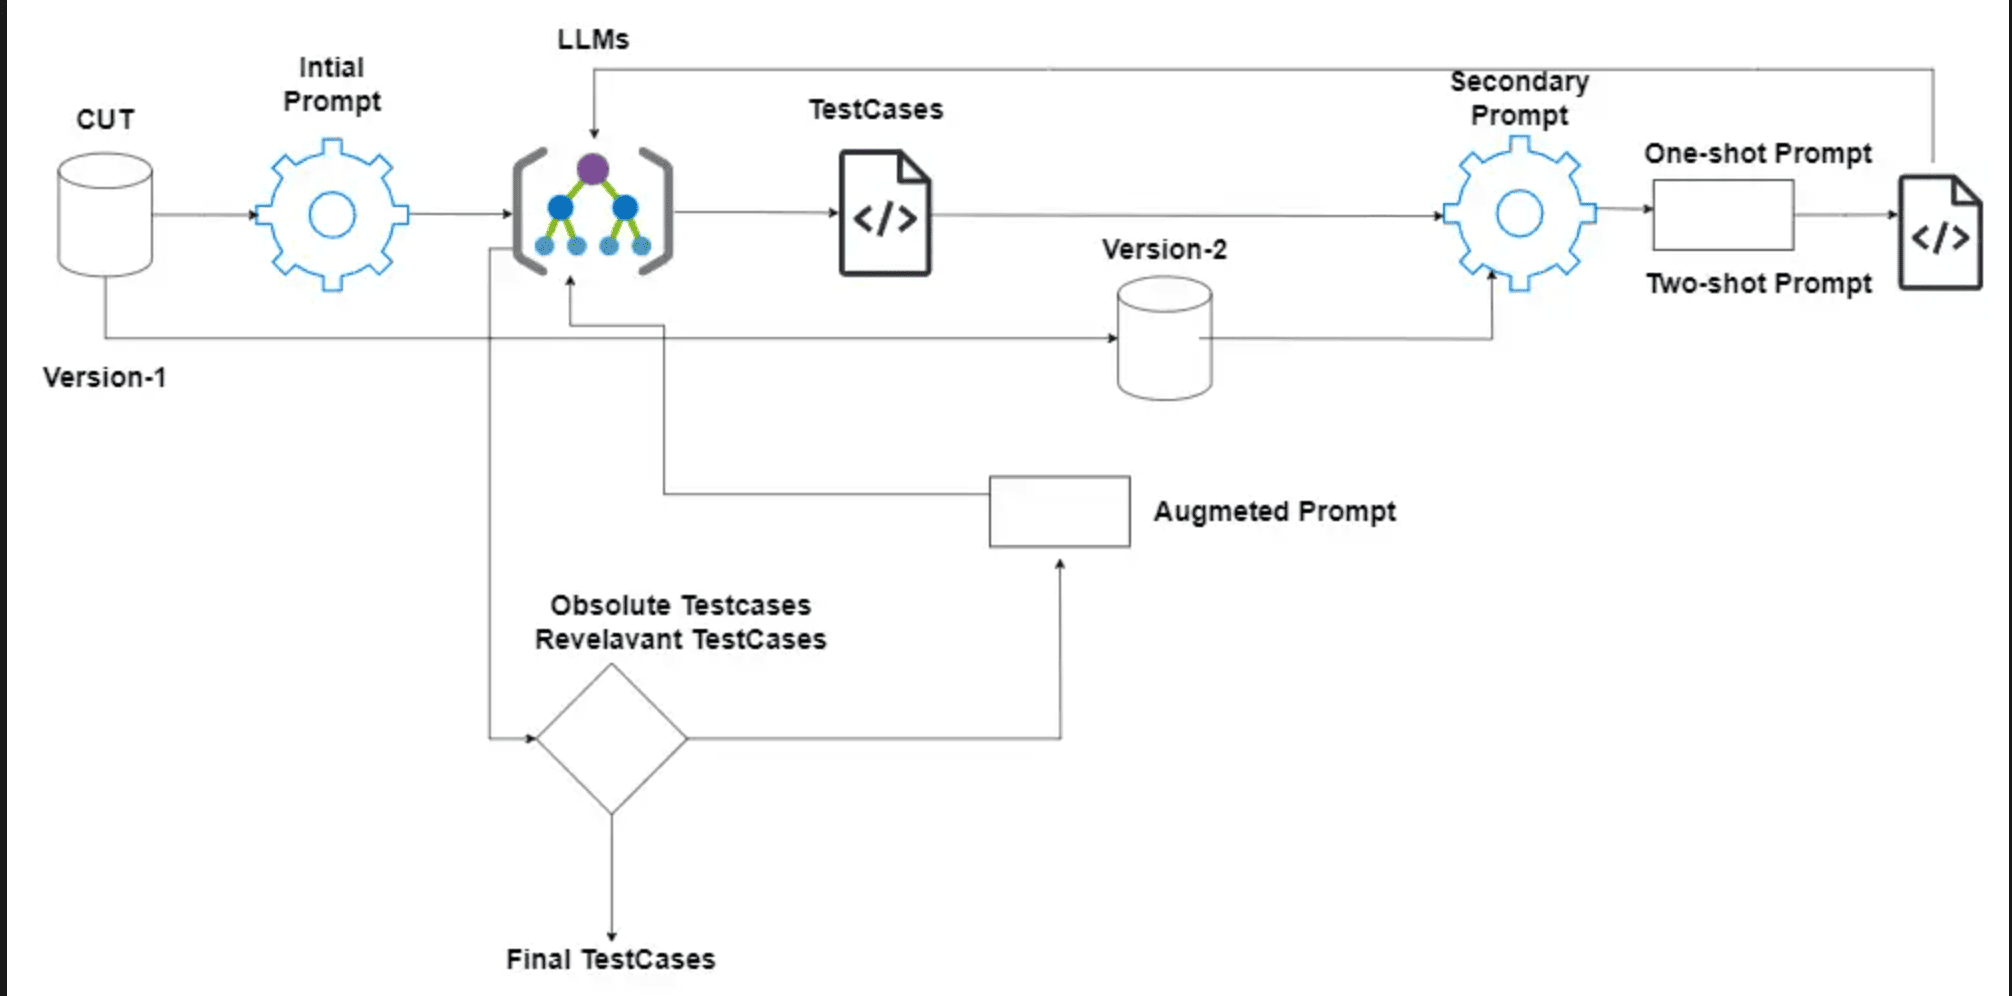 LLMs
Intial
Prompt
CUT
TestCases
Secondary
Prompt
One-shot Prompt
</>
</>
Version-2
Two-shot Prompt
Version-1
Augmeted Prompt
Obsolute Testcases
Revelavant TestCases
Final TestCases